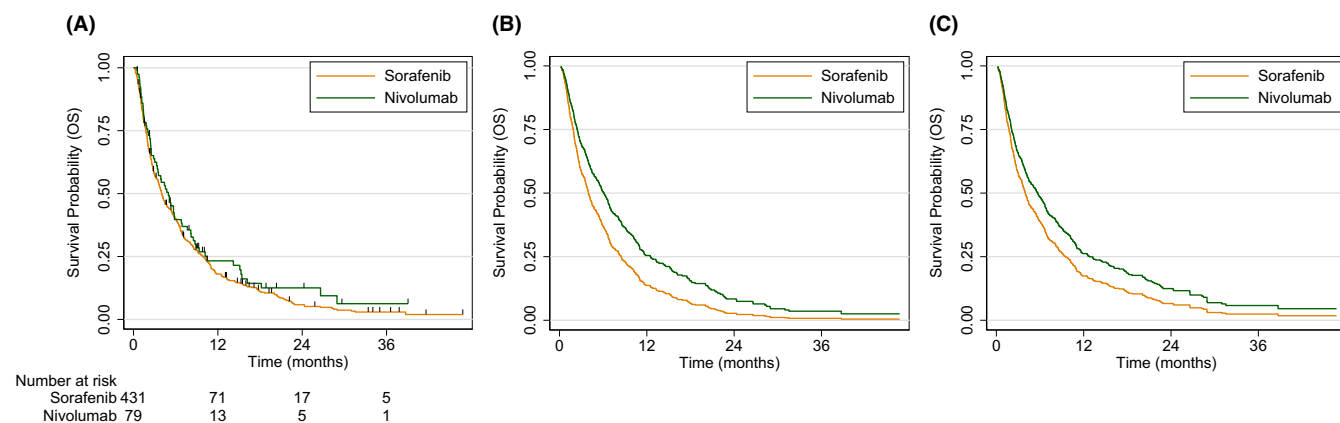 (A)
Survival Probability (OS)
1.00
0.75
0.50
0.25
0.00
Sorafenib
Nivolumab
0 12 24 36
Time (months)
Number at risk
Sorafenib 431 71 17 5
Nivolumab 79 13 5 1
(B)
Survival Probability (OS)
1.00
0.75
0.50
0.25
0.00
Sorafenib
Nivolumab
0 12 24 36
Time (months)
(C)
Survival Probability (OS)
1.00
0.75
0.50
0.25
0.00
Sorafenib
Nivolumab
0 12 24 36
Time (months)